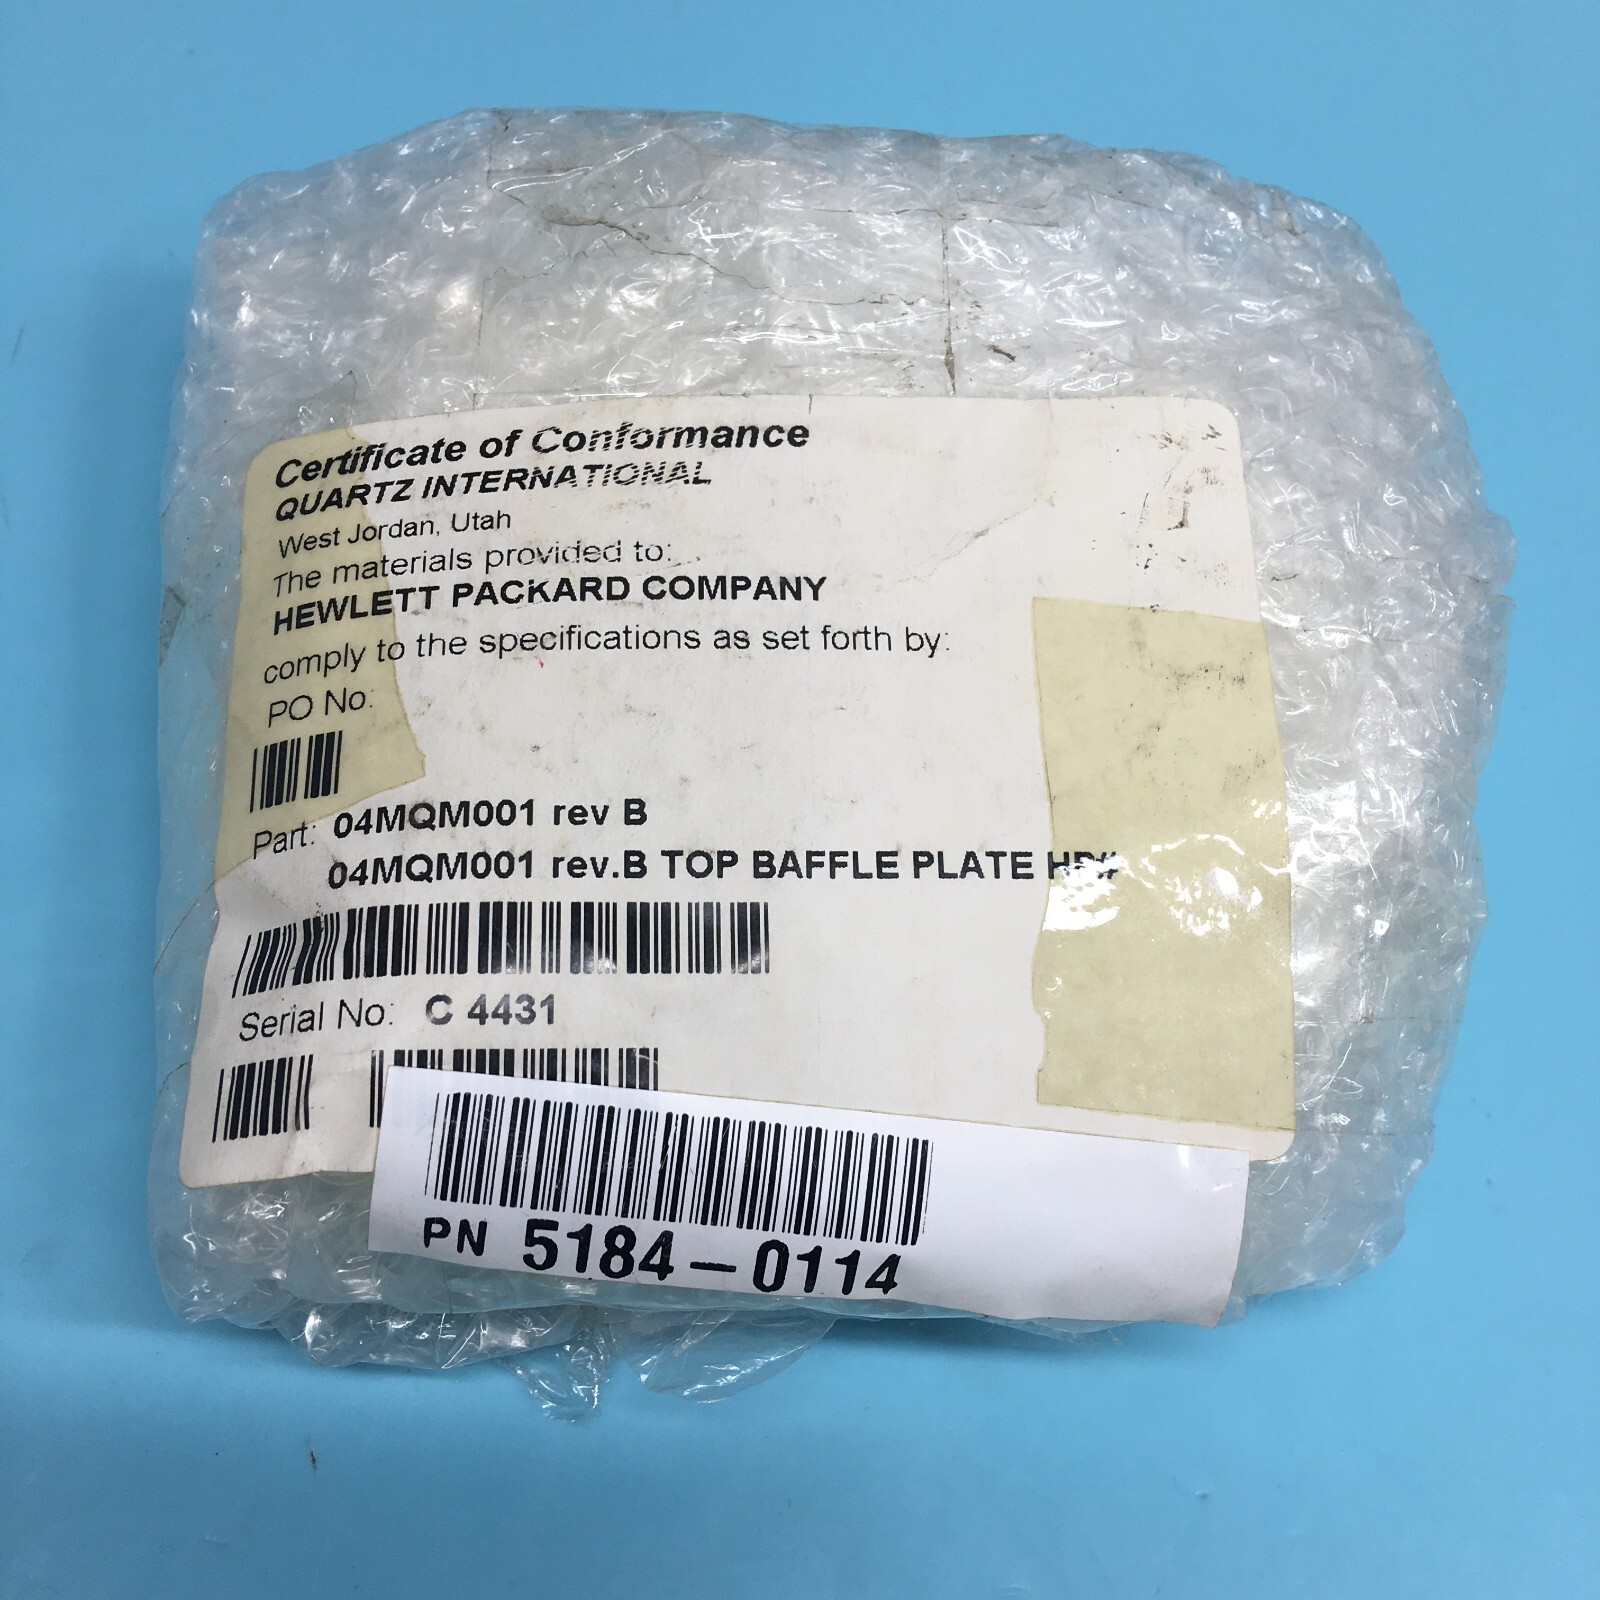 Certificate of Conformance
QUARTZ INTERNATIONAL
West Jordan, Utah
The materials provided to:
HEWLETT PACKARD COMPANY
comply to the specifications as set forth by:
PO No:
Part: 04MQM001 rev B
04MQM001 rev.B TOP BAFFLE PLATE HP#
Serial No: C 4431
PN 5184-0114